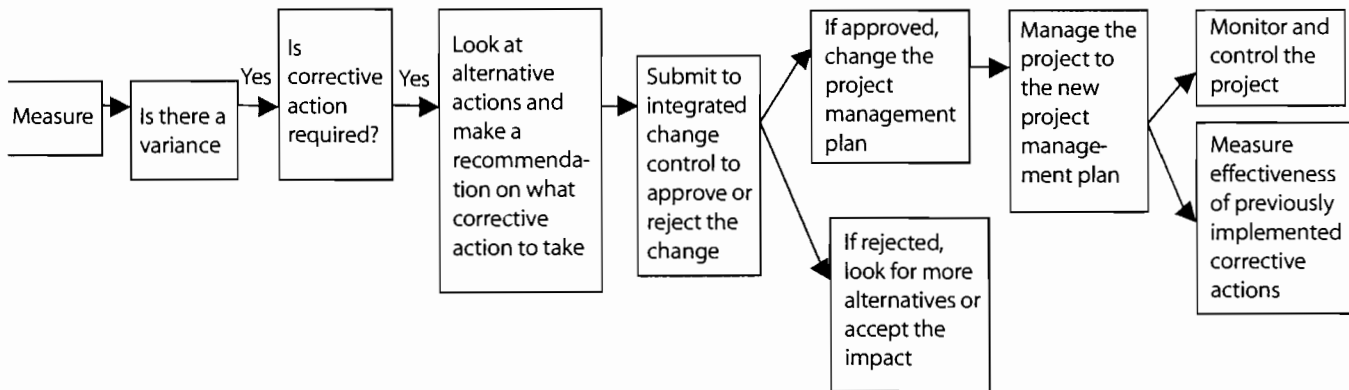 Measure
Is there a
variance
Yes
Is
corrective
action
required?
Yes
Look at
alternative
actions and
make a
recommenda-
tion on what
corrective
action to take
Submit to
integrated
change
control to
approve or
reject the
change
If approved,
change the
project
management
plan
If rejected,
look for more
alternatives or
accept the
impact
Manage the
project to
the new
project
manage-
ment plan
Monitor and
control the
project
Measure
effectiveness
of previously
implemented
corrective
actions